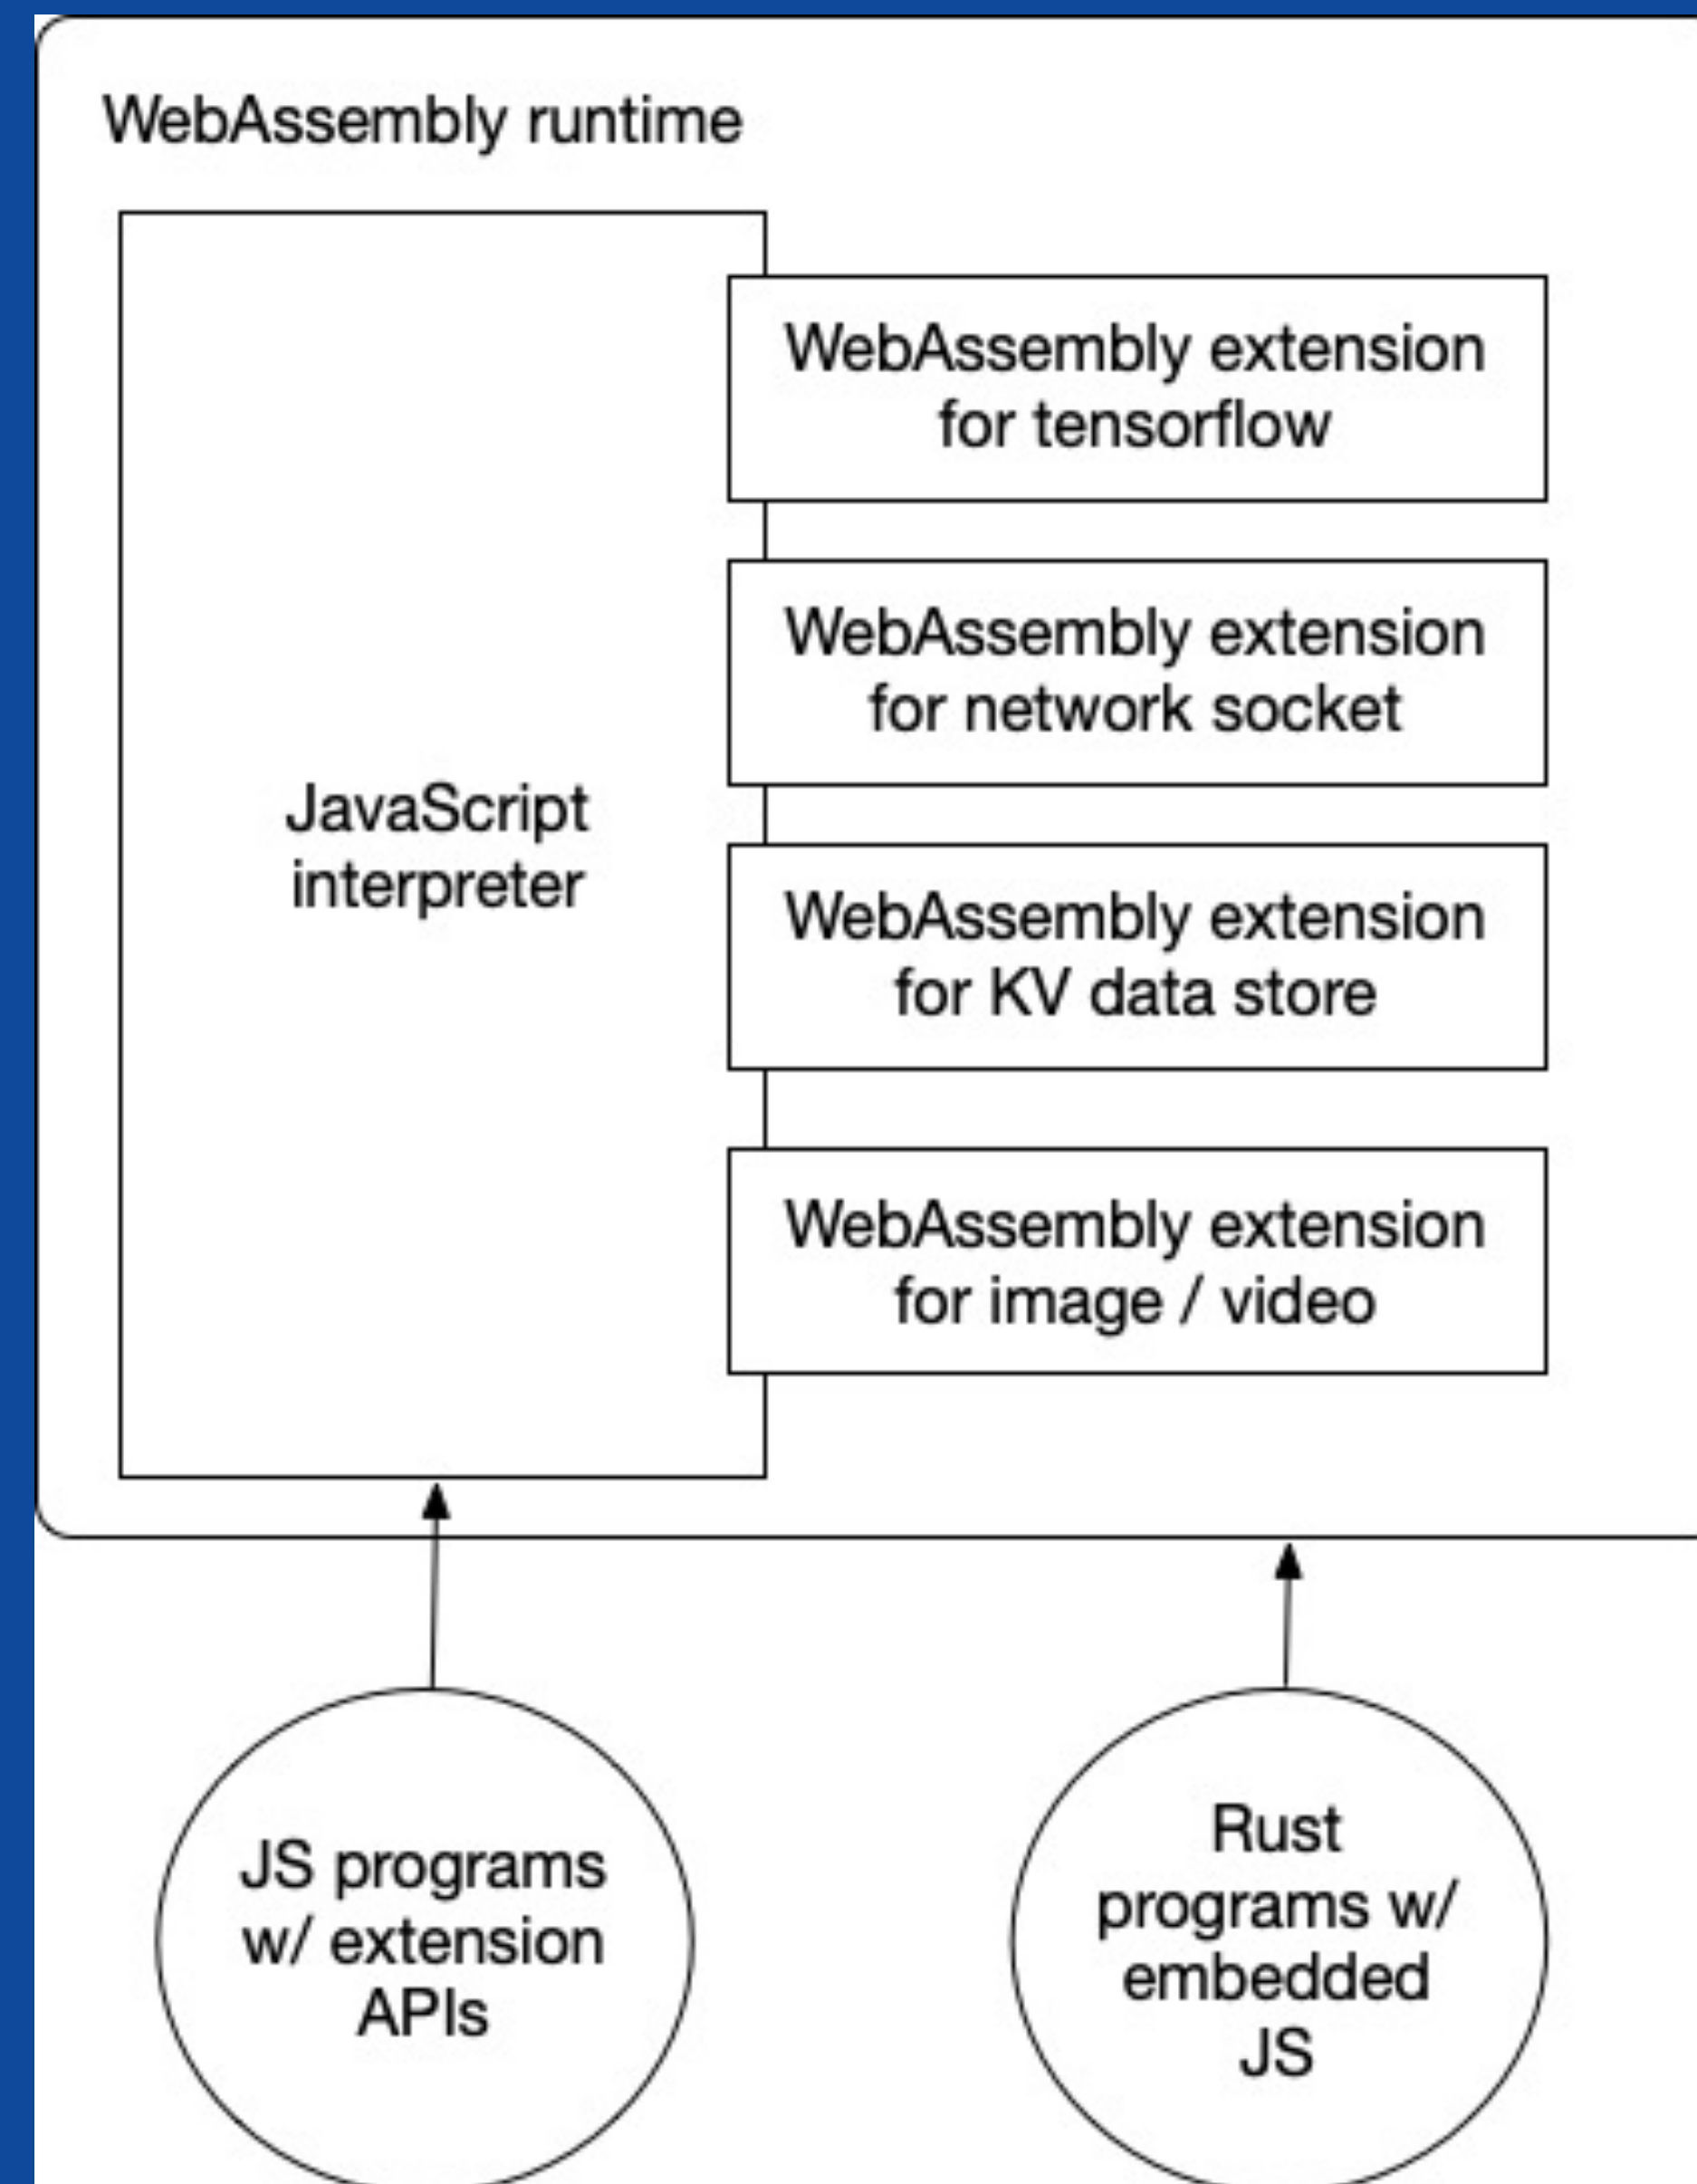 WebAssembly runtime
WebAssembly extension
for tensorflow
WebAssembly extension
for network socket
JavaScript
interpreter
WebAssembly extension
for KV data store
WebAssembly extension
for image / video
JS programs
w/ extension
APIs
Rust
programs w/
embedded
JS